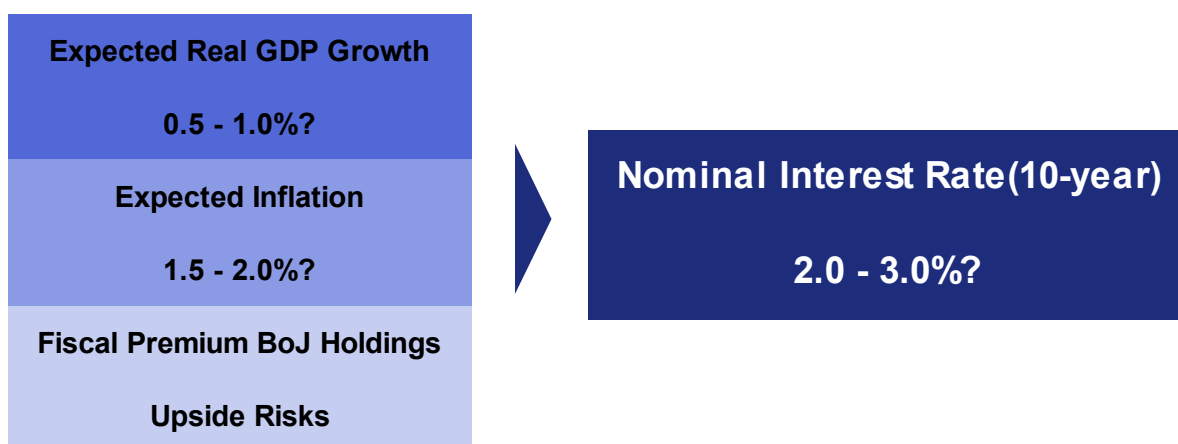 Expected Real GDP Growth
0.5 - 1.0%?
Expected Inflation
1.5 - 2.0%?
Fiscal Premium BoJ Holdings
Upside Risks
Nominal Interest Rate(10-year)
2.0 - 3.0%?